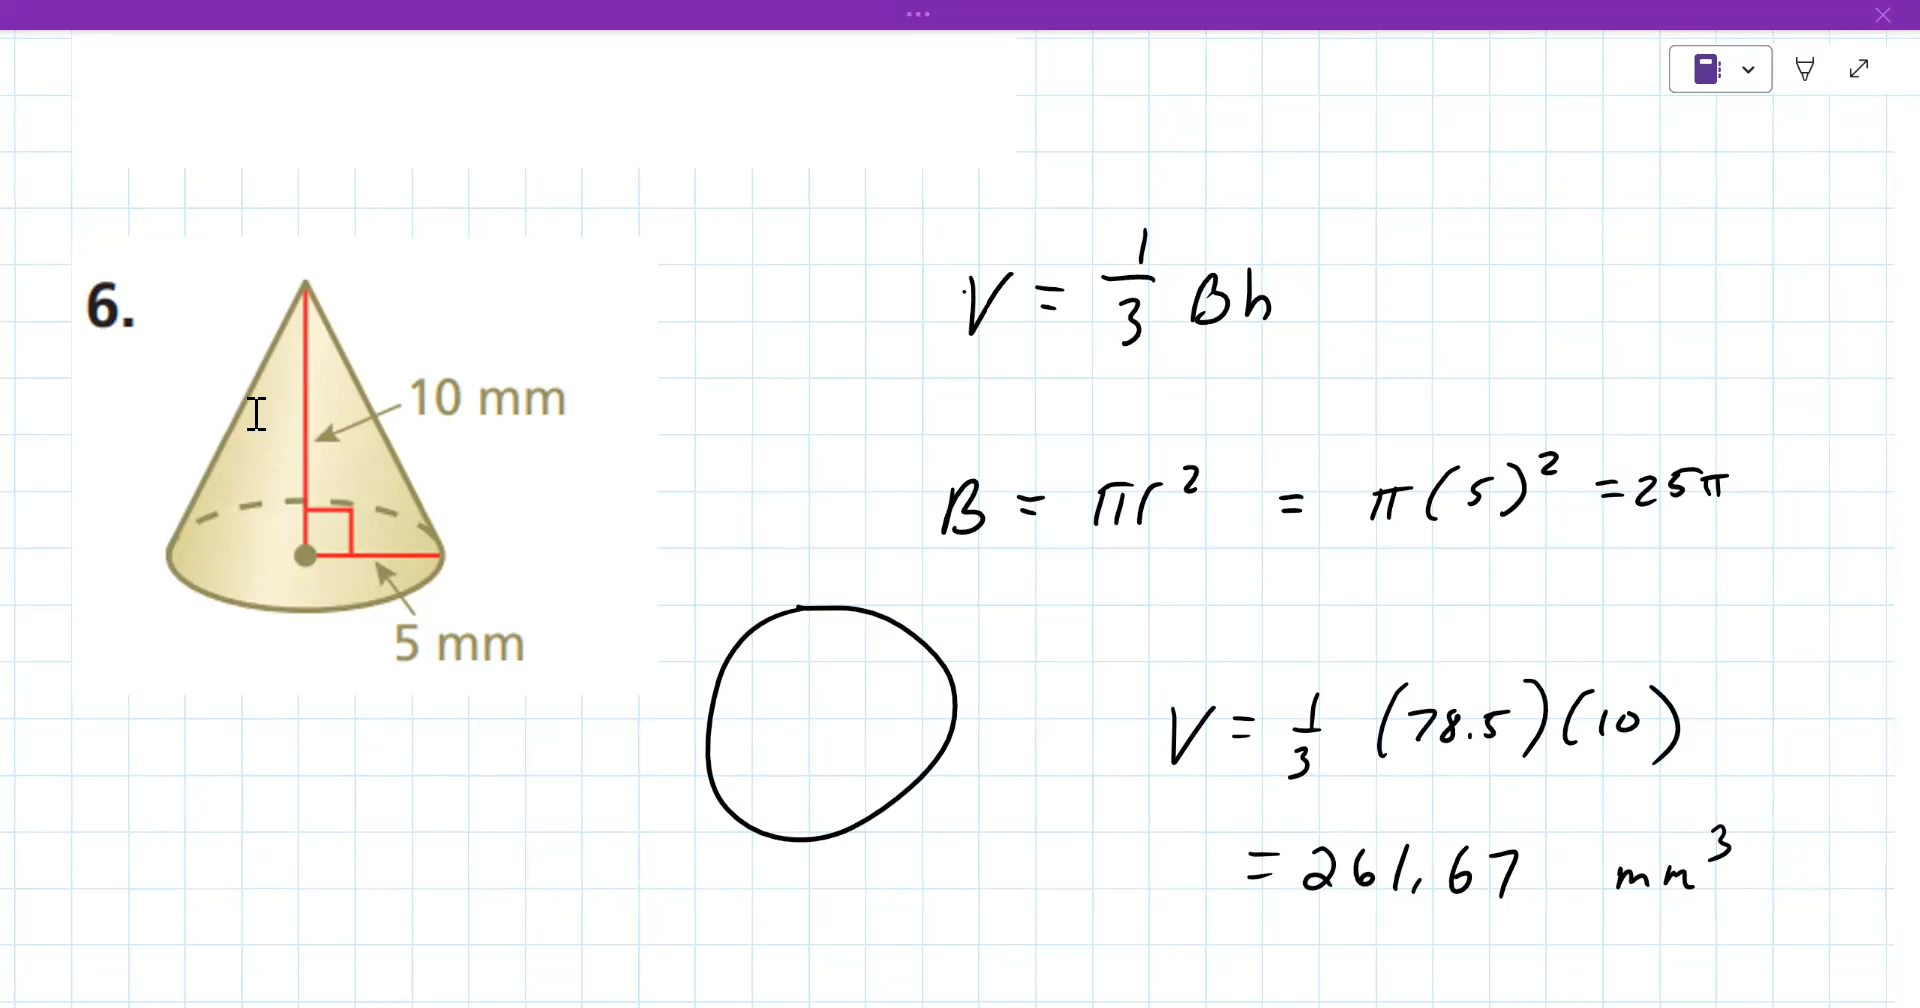 6.
10 mm
5 mm
V = 1/3 Bh
B = πr² = π(5)² = 25π
V = 1/3 (78.5)(10)
= 261.67 mm³